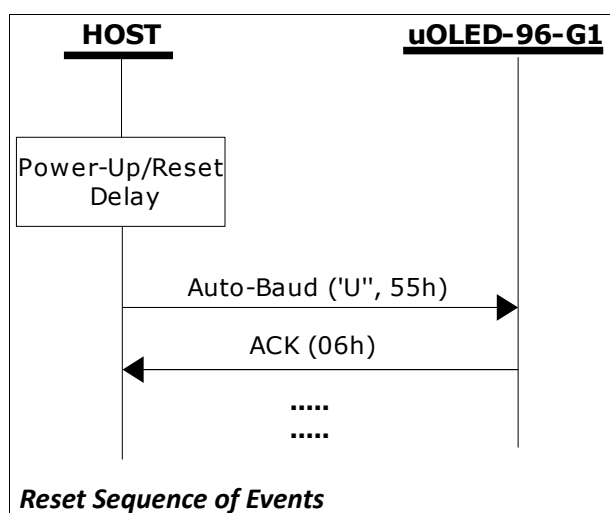 HOST
uOLED-96-G1
Power-Up/Reset
Delay
Auto-Baud ('U", 55h)
ACK (06h)
.....
.....
Reset Sequence of Events